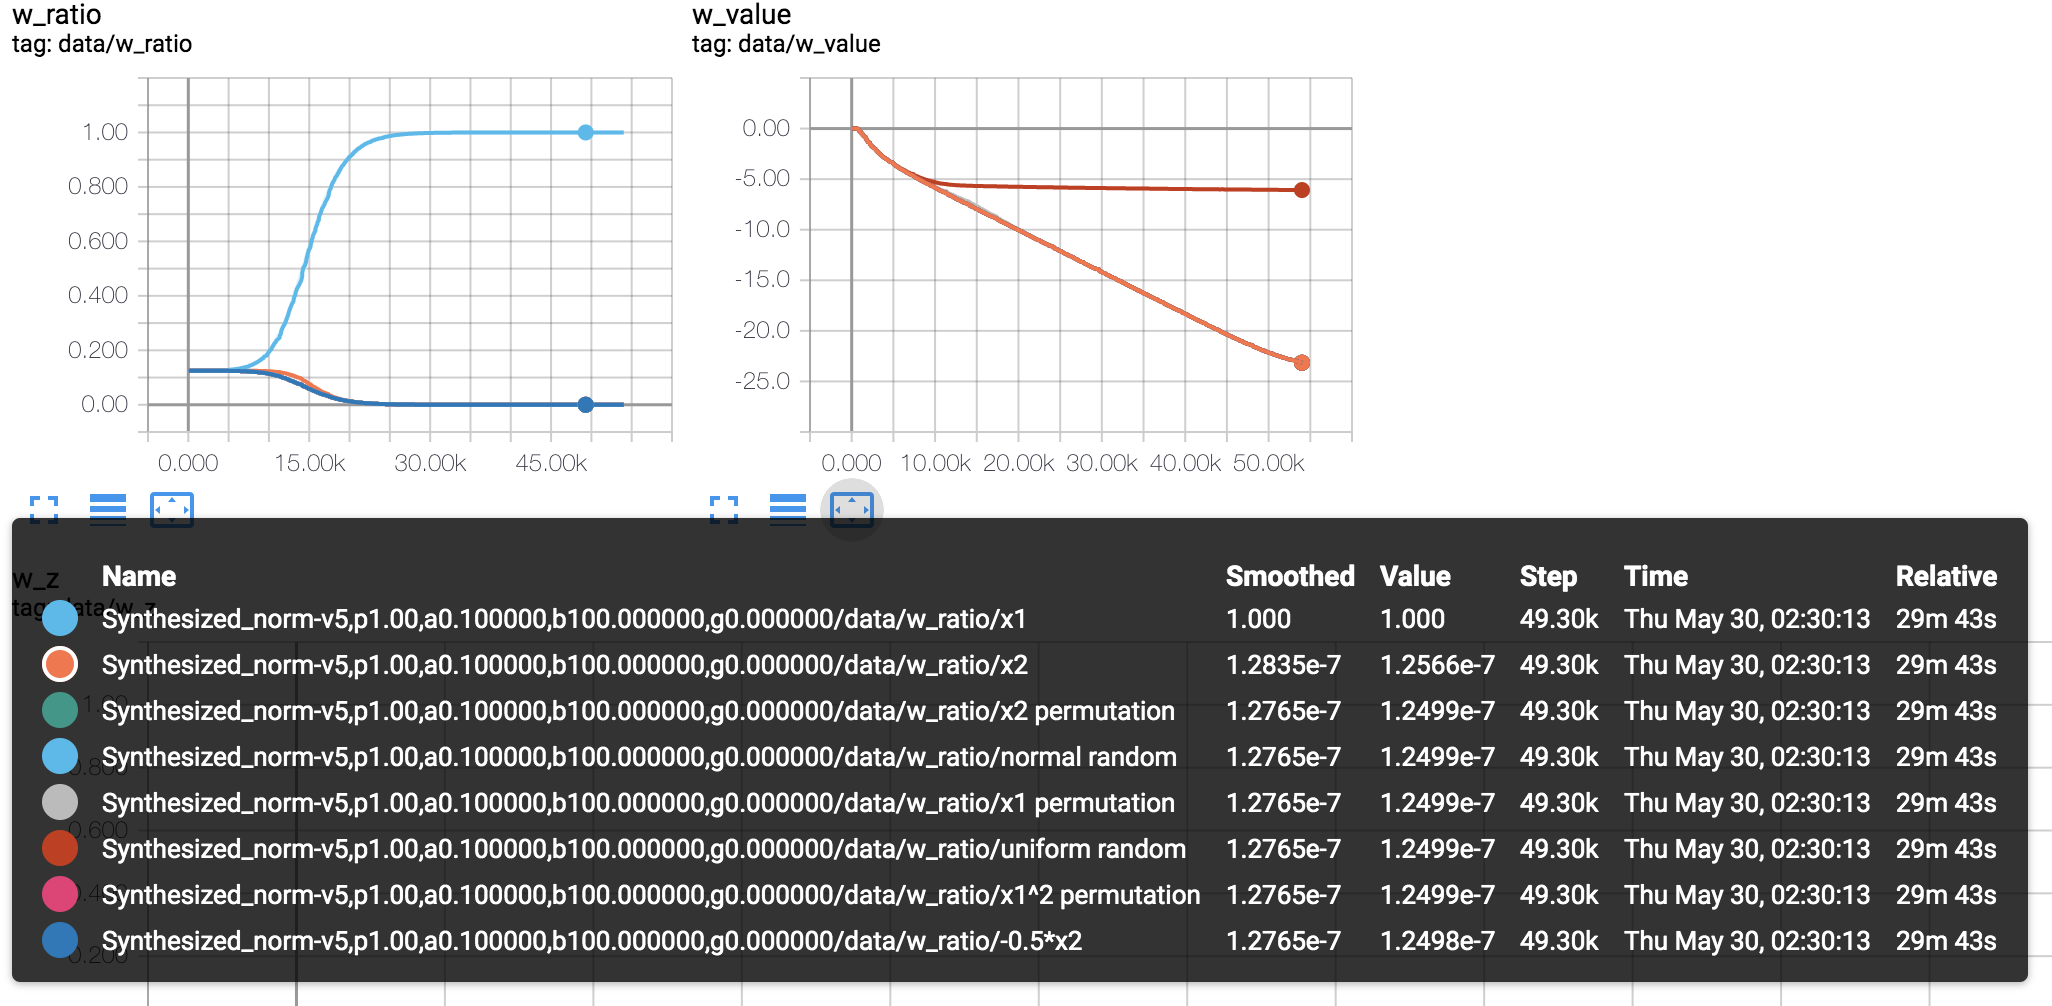 w_ratio
tag: data/w_ratio
1.00
0.800
0.600
0.400
0.200
0.00
0.000 15.00k 30.00k 45.00k
w_value
tag: data/w_value
0.00
-5.00
-10.0
-15.0
-20.0
-25.0
0.000 10.00k 20.00k 30.00k 40.00k 50.00k
w_z
tag: data/w_z
Name Smoothed Value Step Time Relative
Synthesized_norm-v5,p1.00,a0.100000,b100.000000,g0.000000/data/w_ratio/x1 1.000 1.000 49.30k Thu May 30, 02:30:13 29m 43s
Synthesized_norm-v5,p1.00,a0.100000,b100.000000,g0.000000/data/w_ratio/x2 1.2835e-7 1.2566e-7 49.30k Thu May 30, 02:30:13 29m 43s
Synthesized_norm-v5,p1.00,a0.100000,b100.000000,g0.000000/data/w_ratio/x2 permutation 1.2765e-7 1.2499e-7 49.30k Thu May 30, 02:30:13 29m 43s
Synthesized_norm-v5,p1.00,a0.100000,b100.000000,g0.000000/data/w_ratio/normal random 1.2765e-7 1.2499e-7 49.30k Thu May 30, 02:30:13 29m 43s
Synthesized_norm-v5,p1.00,a0.100000,b100.000000,g0.000000/data/w_ratio/x1 permutation 1.2765e-7 1.2499e-7 49.30k Thu May 30, 02:30:13 29m 43s
Synthesized_norm-v5,p1.00,a0.100000,b100.000000,g0.000000/data/w_ratio/uniform random 1.2765e-7 1.2499e-7 49.30k Thu May 30, 02:30:13 29m 43s
Synthesized_norm-v5,p1.00,a0.100000,b100.000000,g0.000000/data/w_ratio/x1^2 permutation 1.2765e-7 1.2499e-7 49.30k Thu May 30, 02:30:13 29m 43s
Synthesized_norm-v5,p1.00,a0.100000,b100.000000,g0.000000/data/w_ratio/-0.5*x2 1.2765e-7 1.2498e-7 49.30k Thu May 30, 02:30:13 29m 43s
0.600
0.200